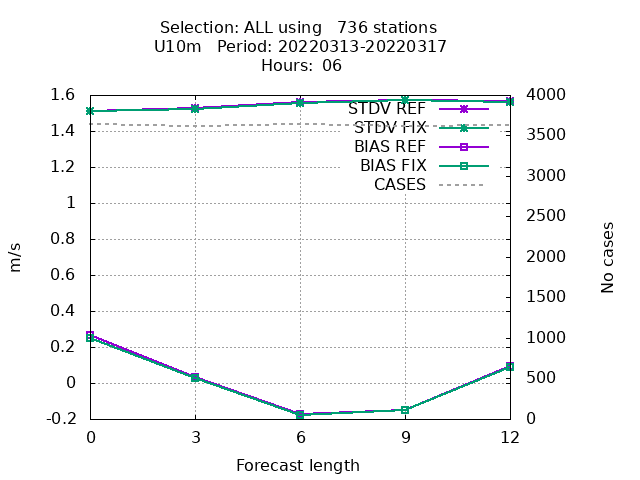 Selection: ALL using   736 stations
U10m   Period: 20220313-20220317
Hours: 06
1.6
1.4
1.2
1
0.8
0.6
0.4
0.2
0
-0.2
m/s
STDV REF
STDV FIX
BIAS REF
BIAS FIX
CASES
4000
3500
3000
2500
2000
1500
1000
500
0
No cases
0 3 6 9 12
Forecast length